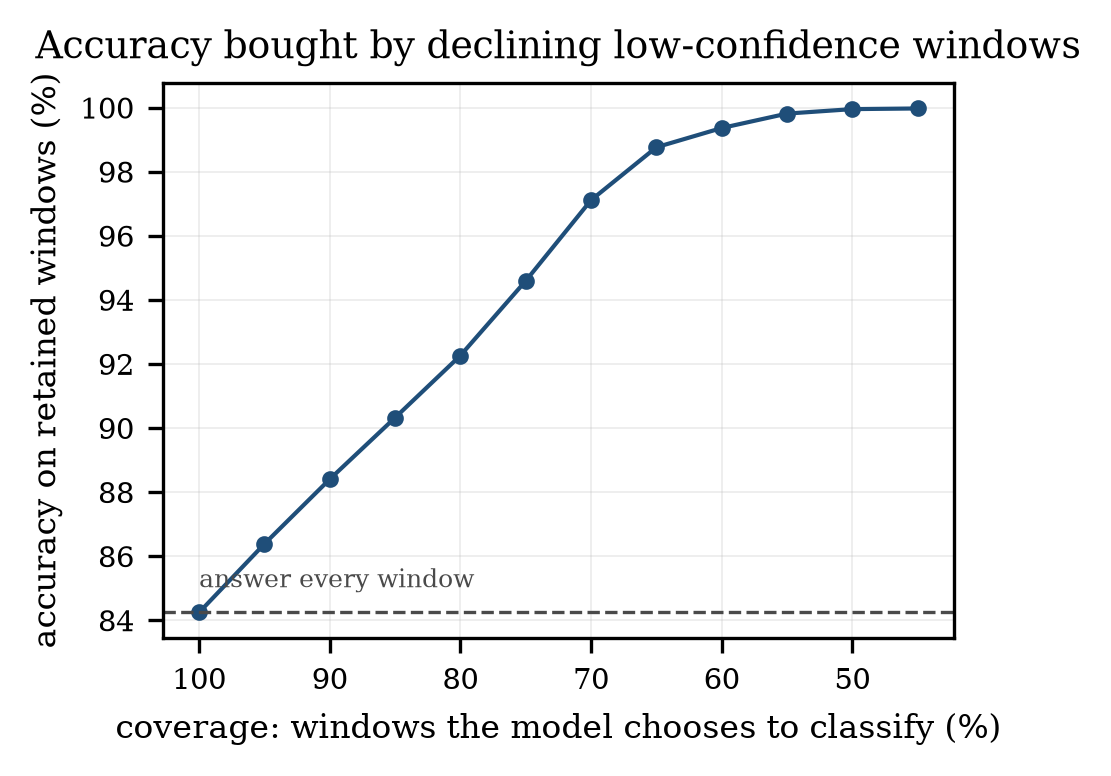 Accuracy bought by declining low-confidence windows
accuracy on retained windows (%)
100
98
96
94
92
90
88
86
84
answer every window
100 90 80 70 60 50
coverage: windows the model chooses to classify (%)